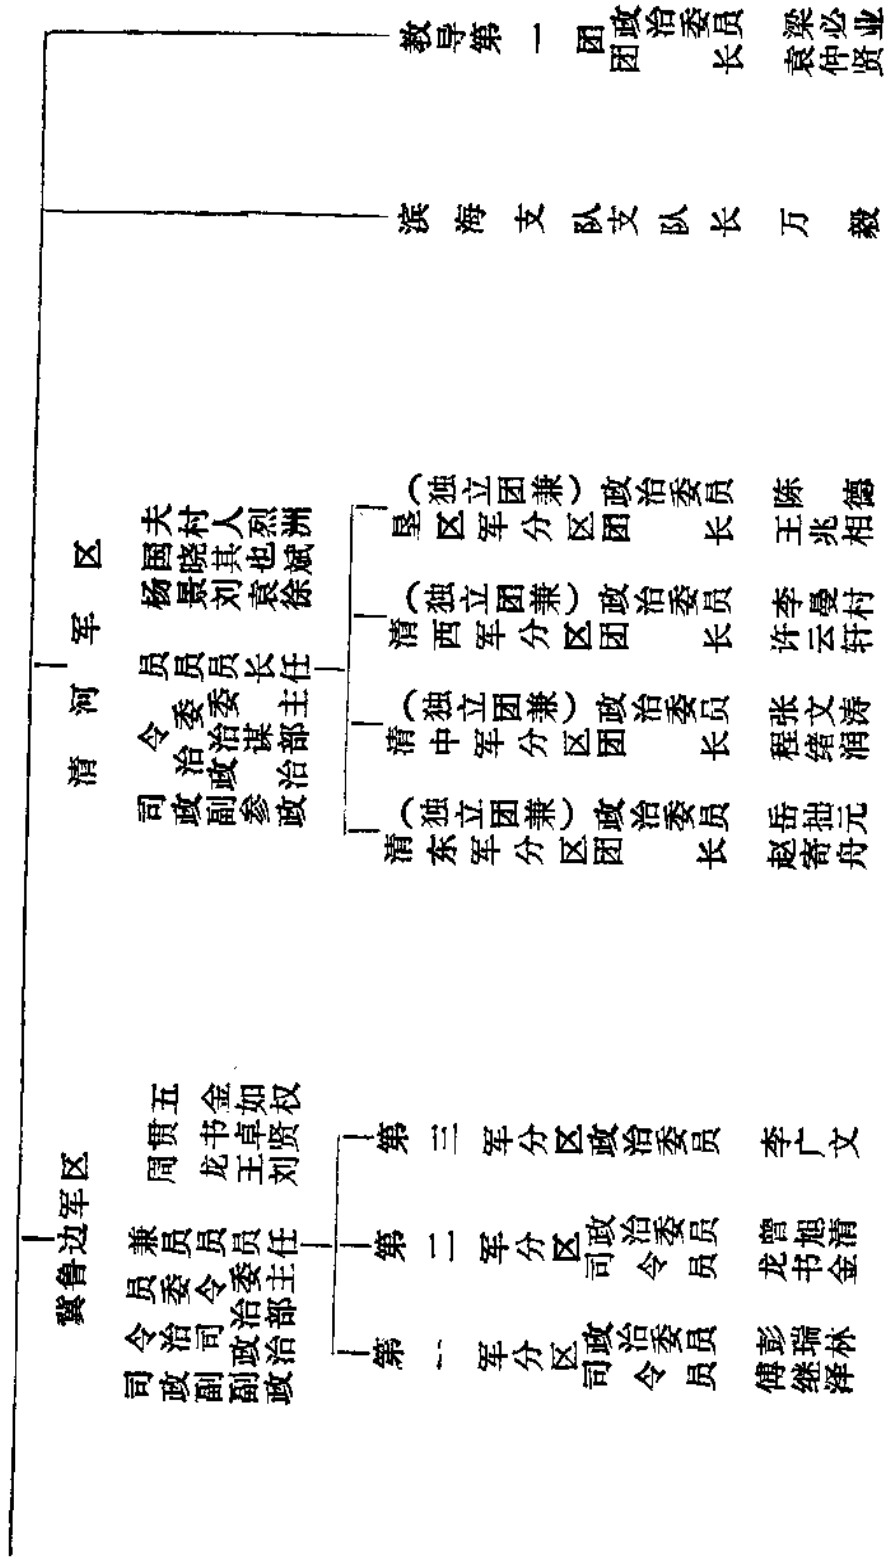 冀鲁边军区
司令员兼
政治委员 周贯五
副司令员 龙书金
副政治委员 王卓如
政治部主任 刘贤权
第一军分区
司令员 傅继泽
政治委员 彭瑞林
第二军分区
司令员 龙书金
政治委员 曾旭清
第三军分区政治委员 李广文
清河军区
司令员 杨国夫
政治委员 景晓村
副政治委员 刘其人
参谋长 袁也烈
政治部主任 徐斌洲
清东军分区
（独立团兼）
团长 赵寄舟
政治委员 岳拙元
清中军分区
（独立团兼）
团长 程绪润
政治委员 张文涛
清西军分区
（独立团兼）
团长 许云轩
政治委员 李曼村
垦区军分区
（独立团兼）
团长 王兆相
政治委员 陈德
滨海支队支队长 万毅
教导第一团
团长 袁仲贤
政治委员 梁必业